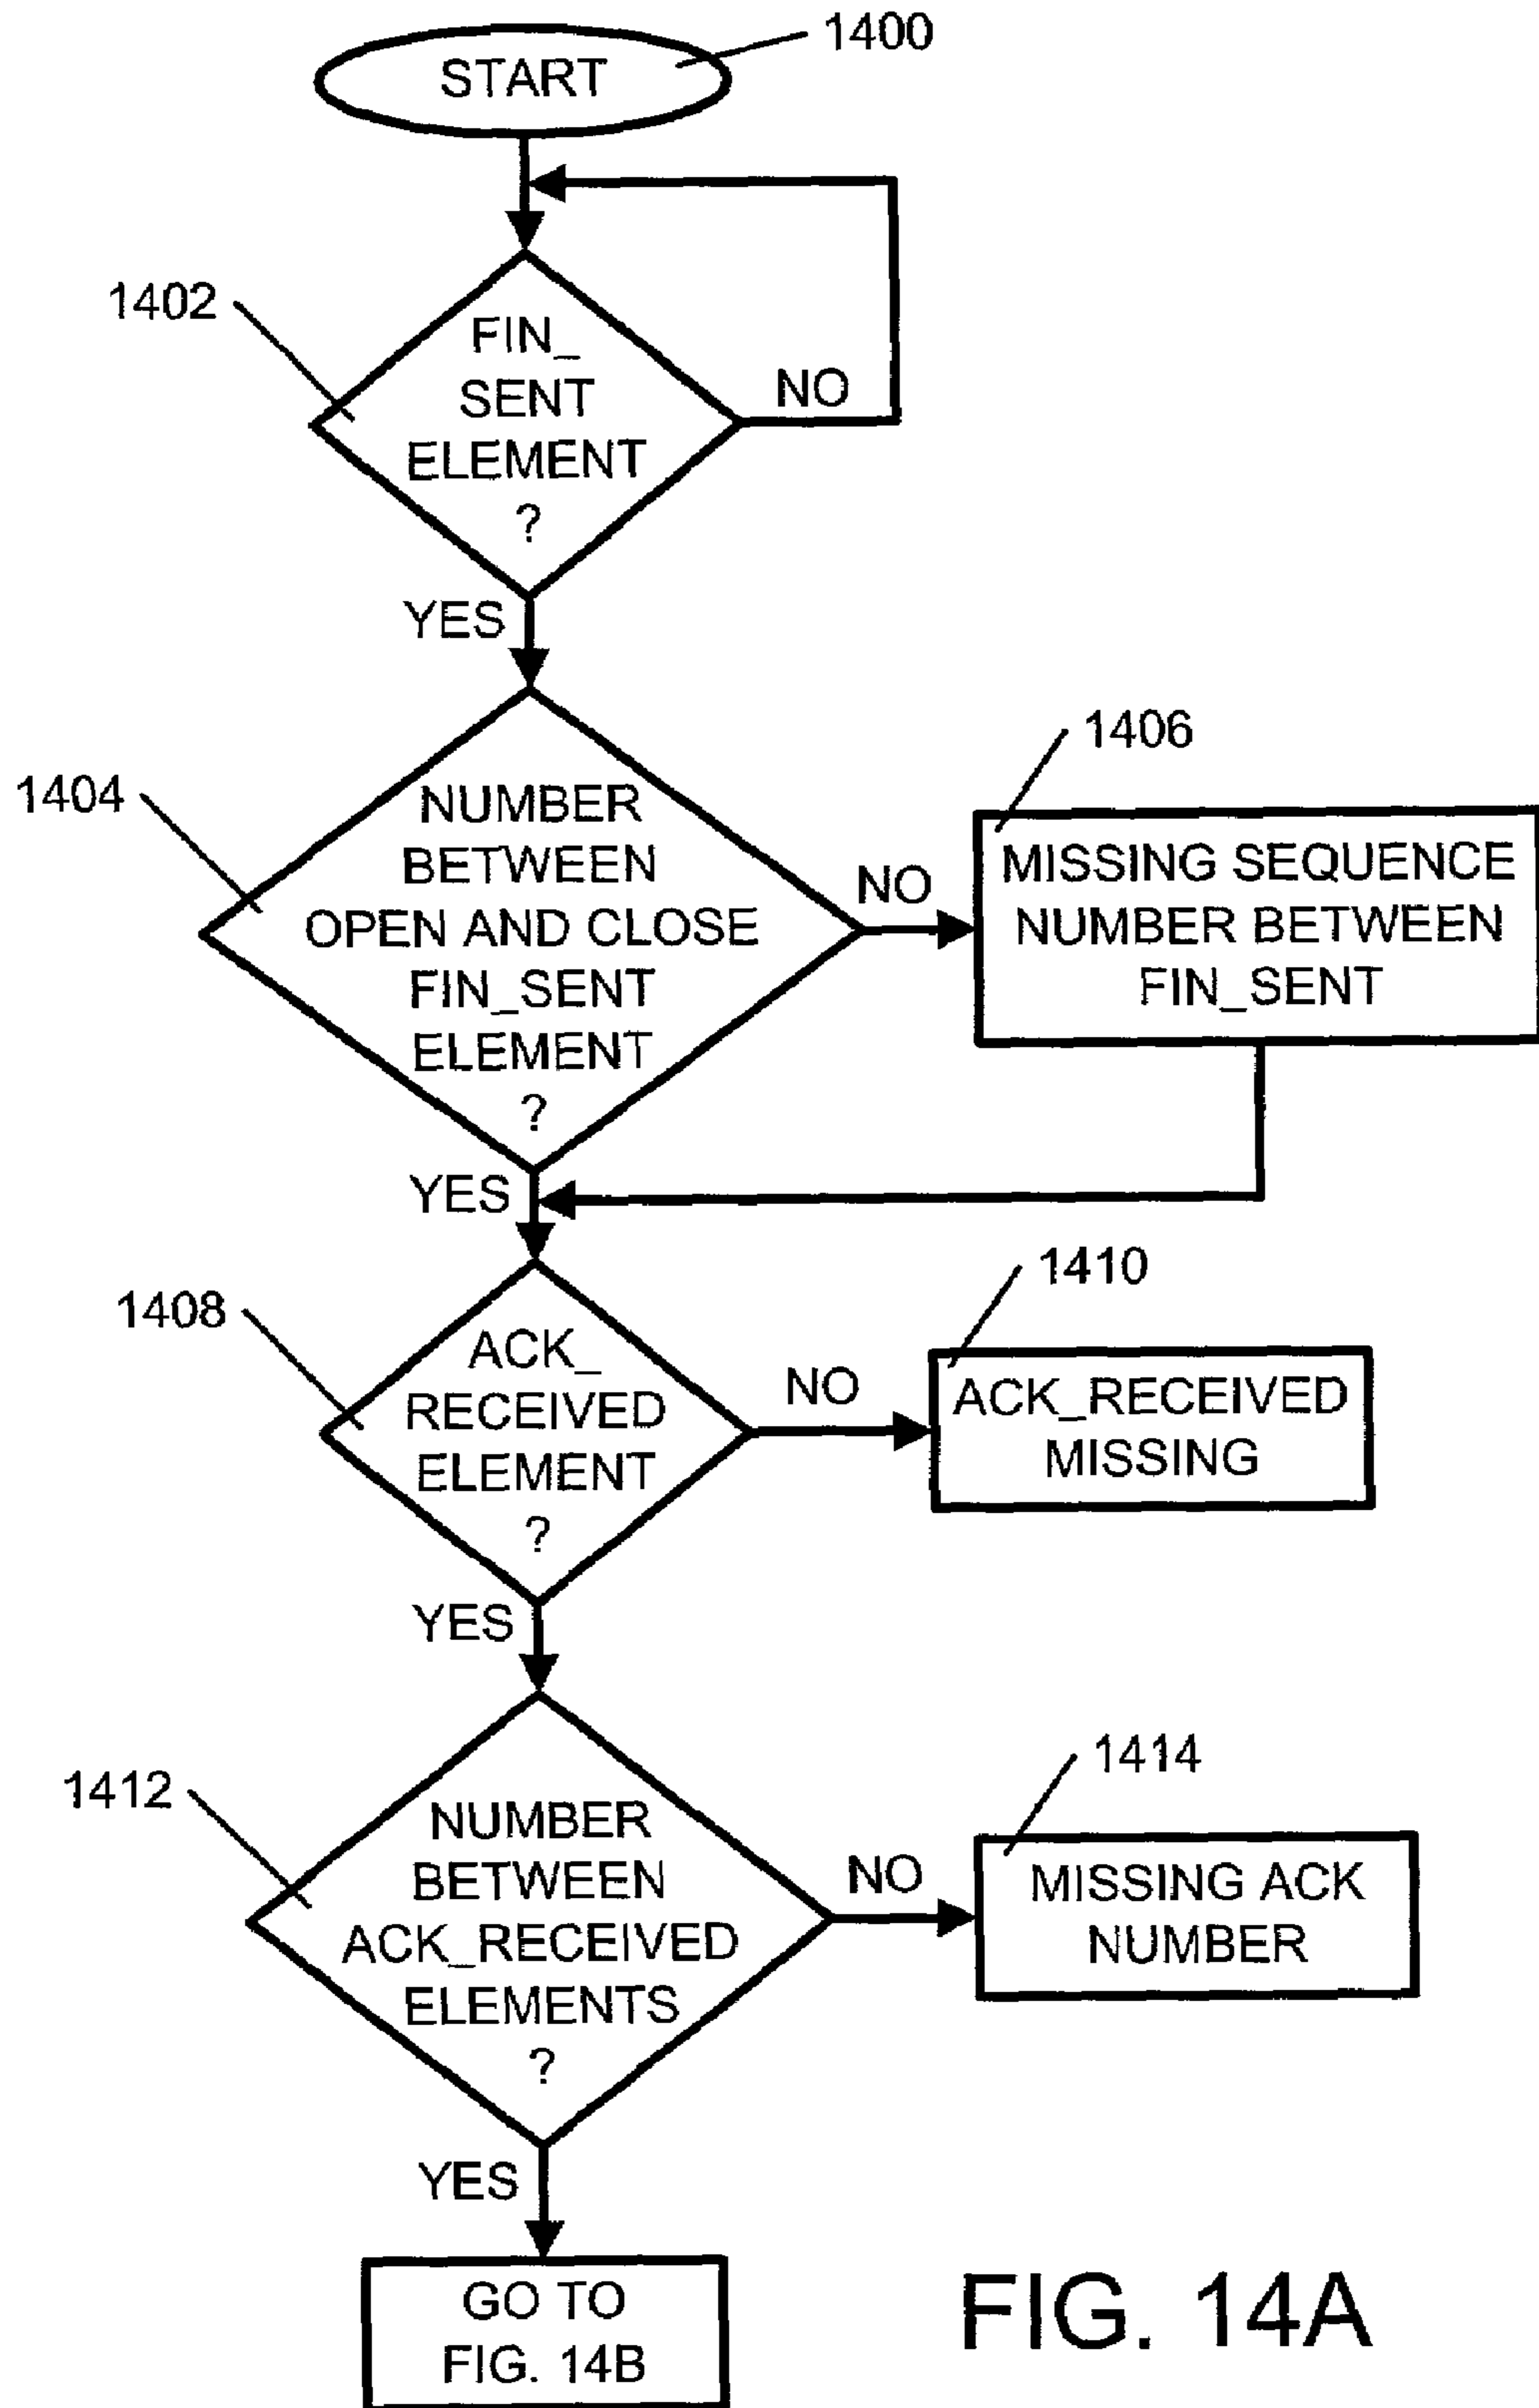 1400
START
1402
FIN_
SENT
ELEMENT
?
NO
YES
1404
NUMBER
BETWEEN
OPEN AND CLOSE
FIN_SENT
ELEMENT
?
NO
1406
MISSING SEQUENCE
NUMBER BETWEEN
FIN_SENT
YES
1408
ACK_
RECEIVED
ELEMENT
?
NO
1410
ACK_RECEIVED
MISSING
YES
1412
NUMBER
BETWEEN
ACK_RECEIVED
ELEMENTS
?
NO
1414
MISSING ACK
NUMBER
YES
GO TO
FIG. 14B
FIG. 14A